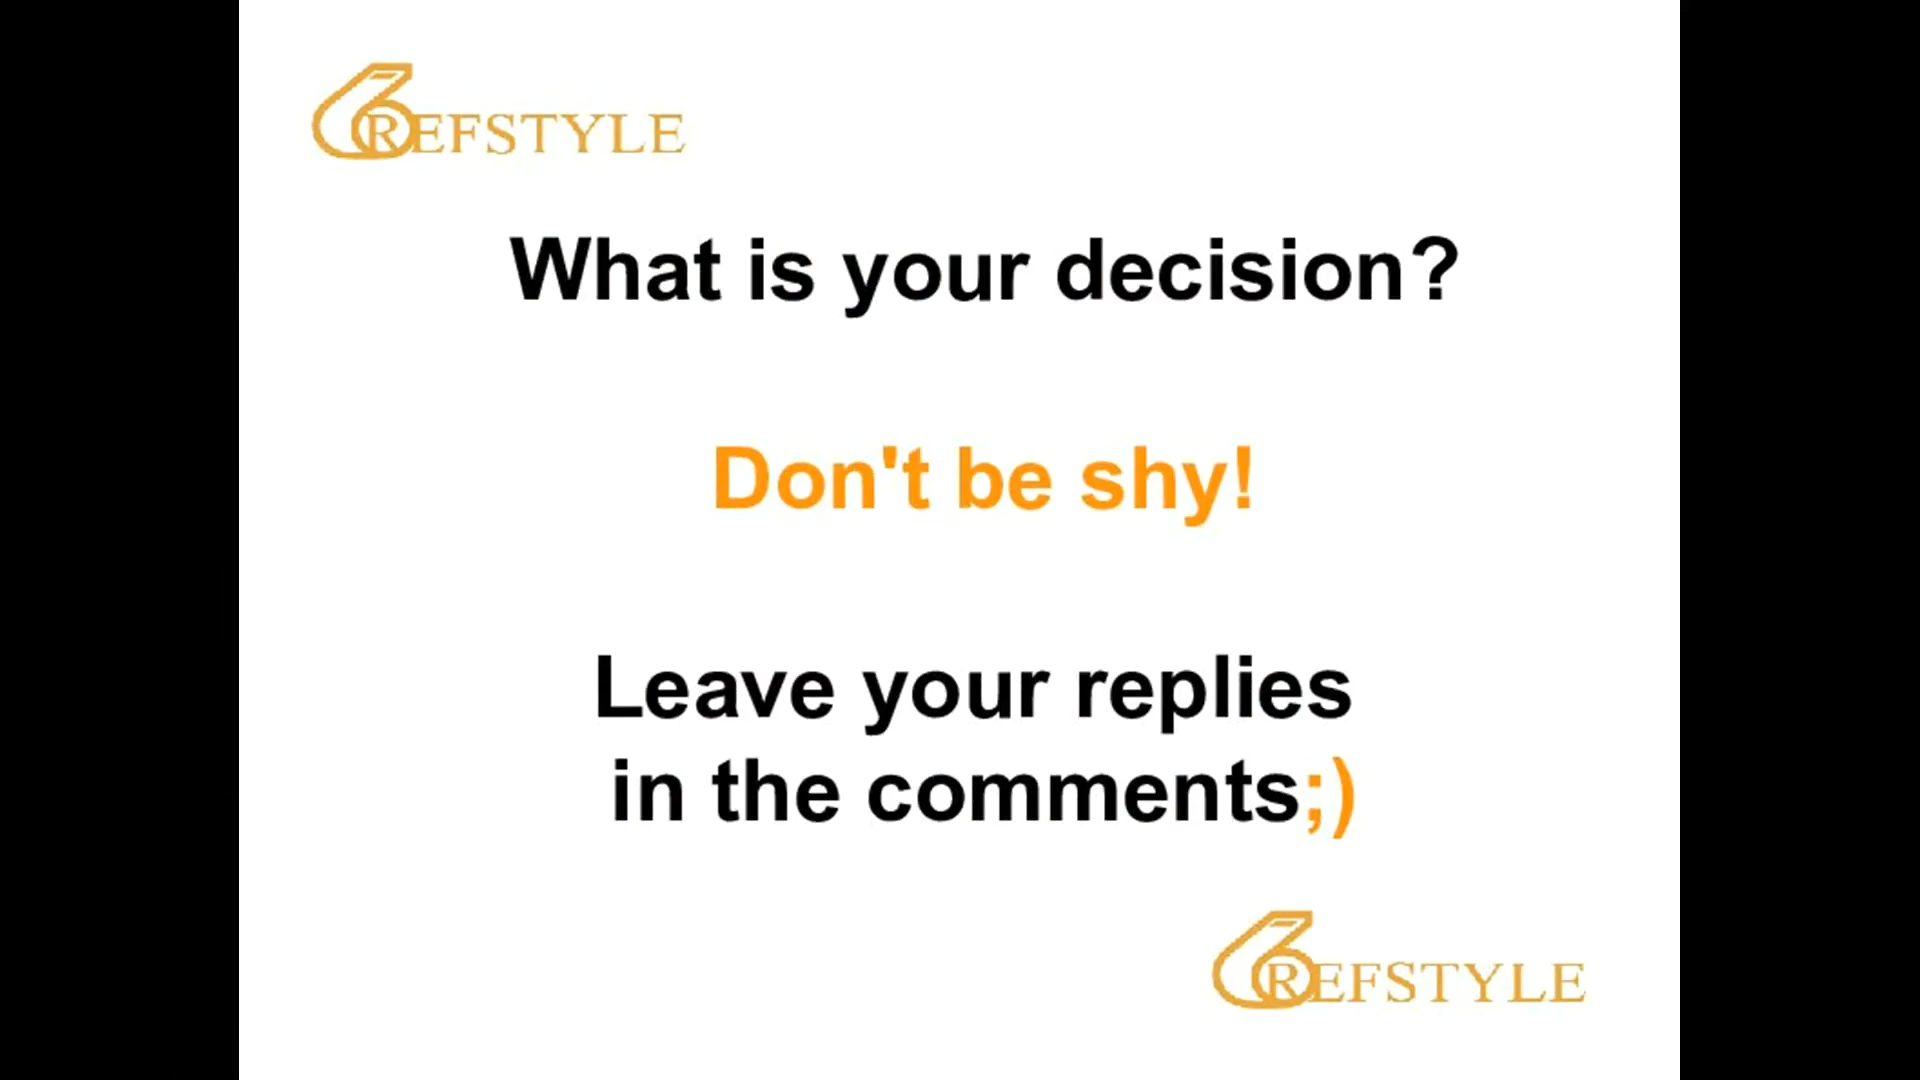 REFSTYLE
What is your decision?
Don't be shy!
Leave your replies
in the comments;)
REFSTYLE